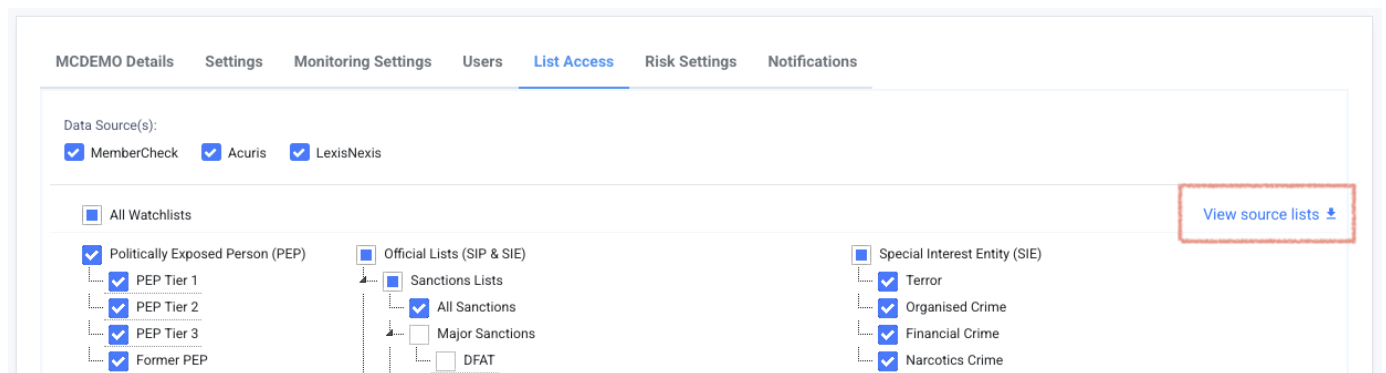 MCDEMO Details Settings Monitoring Settings Users List Access Risk Settings Notifications
Data Source(s):
MemberCheck Acuris LexisNexis
All Watchlists View source lists
Politically Exposed Person (PEP) Official Lists (SIP & SIE) Special Interest Entity (SIE)
PEP Tier 1 Sanctions Lists Terror
PEP Tier 2 All Sanctions Organised Crime
PEP Tier 3 Major Sanctions Financial Crime
Former PEP DFAT Narcotics Crime